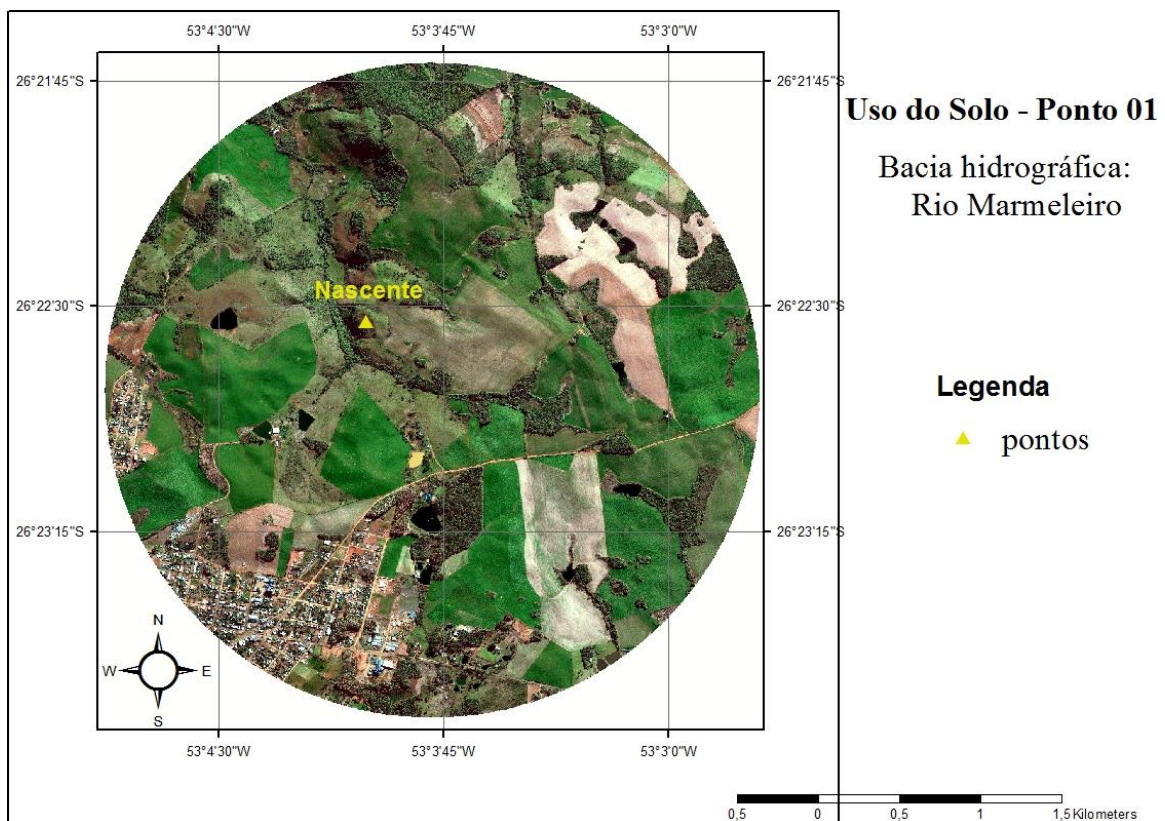 53°4'30"W 53°3'45"W 53°3'0"W
26°21'45"S 26°21'45"S
Uso do Solo - Ponto 01
Bacia hidrográfica:
Rio Marmeleiro
Nascente
26°22'30"S 26°22'30"S
Legenda
pontos
26°23'15"S 26°23'15"S
N
W E
S
53°4'30"W 53°3'45"W 53°3'0"W
0,5 0 0,5 1 1,5 Kilometers